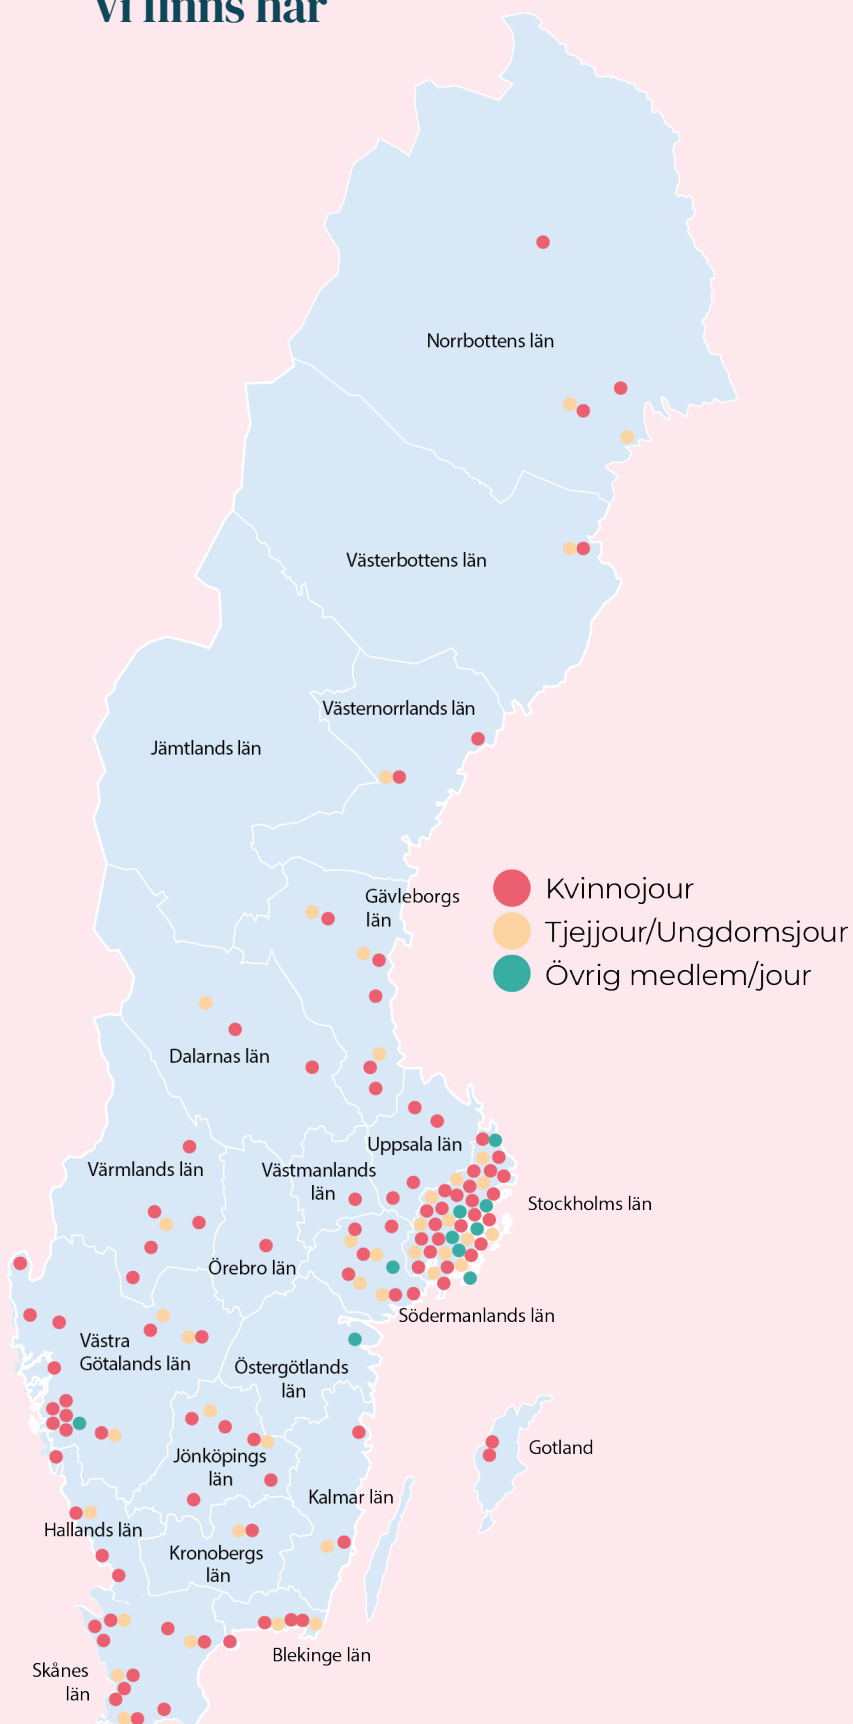 Vi finns här
Norrbottens län
Västerbottens län
Västernorrlands län
Jämtlands län
Kvinnojour
Tjejjour/Ungdomsjour
Övrig medlem/jour
Gävleborgs
län
Dalarnas län
Uppsala län
Värmlands län
Västmanlands
län
Stockholms län
Örebro län
Södermanlands län
Västra
Götalands län
Östergötlands
län
Gotland
Jönköpings
län
Kalmar län
Hallands län
Kronobergs
län
Blekinge län
Skånes
län